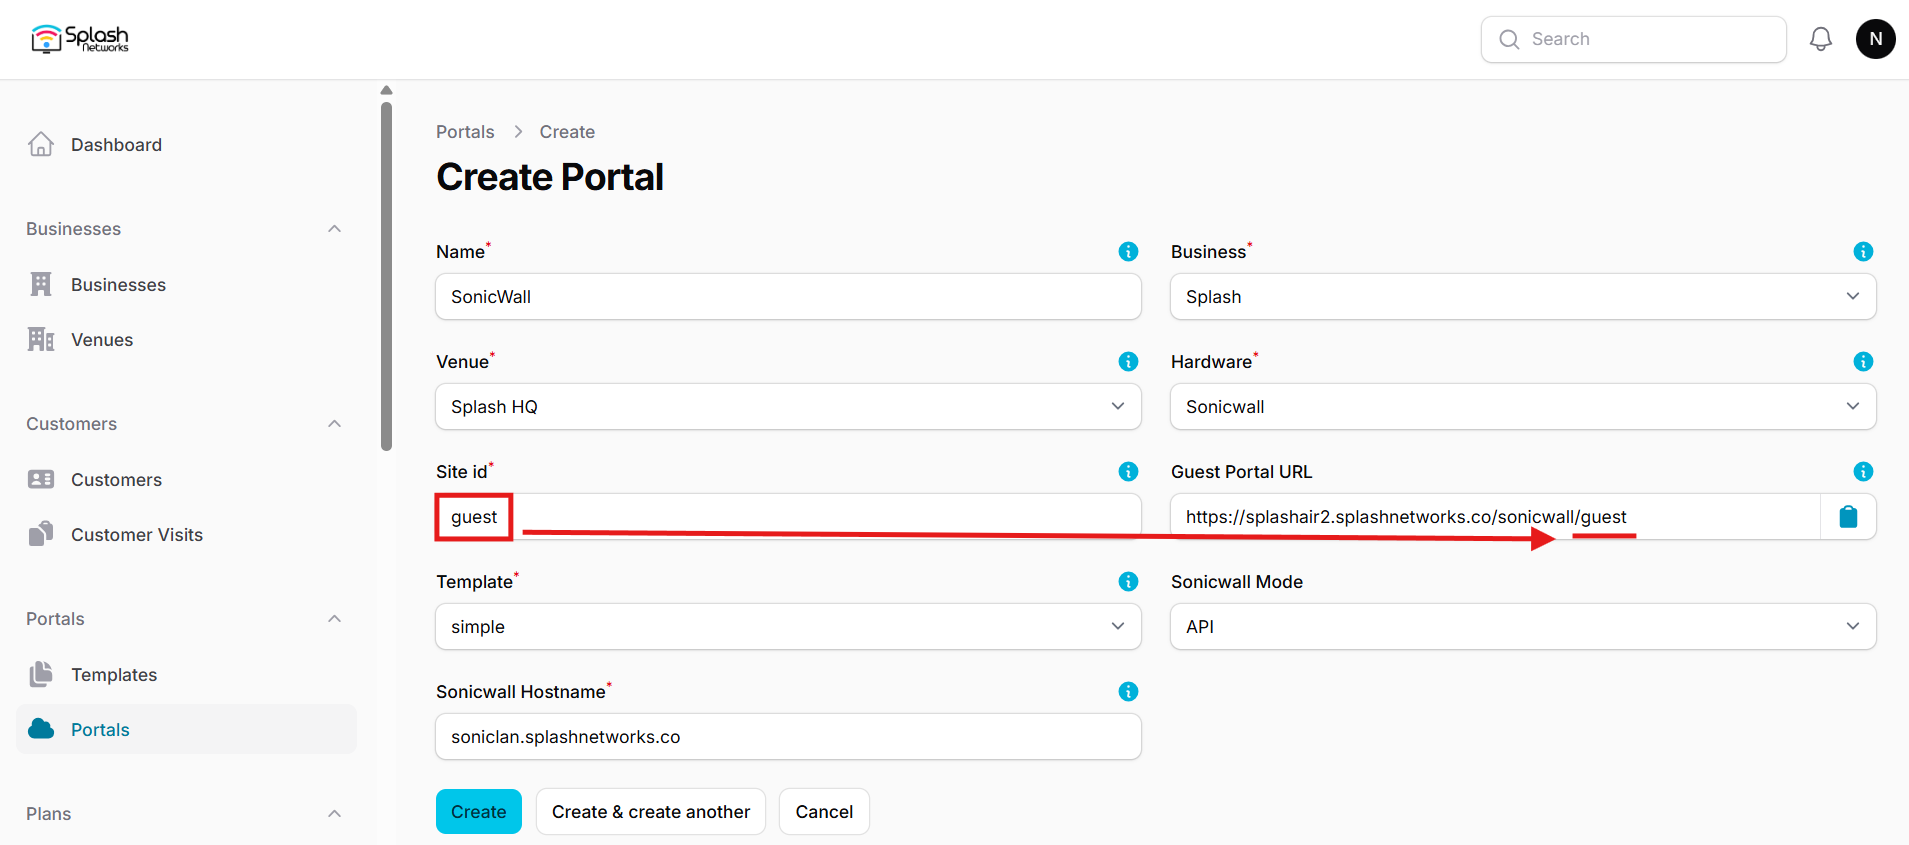 Splash
Networks
Search
N
Dashboard
Businesses
Businesses
Venues
Customers
Customers
Customer Visits
Portals
Templates
Portals
Plans
Portals > Create
Create Portal
Name*
SonicWall
Business*
Splash
Venue*
Splash HQ
Hardware*
Sonicwall
Site id*
guest
Guest Portal URL
https://splashair2.splashnetworks.co/sonicwall/guest
Template*
simple
Sonicwall Mode
API
Sonicwall Hostname*
soniclan.splashnetworks.co
Create
Create & create another
Cancel